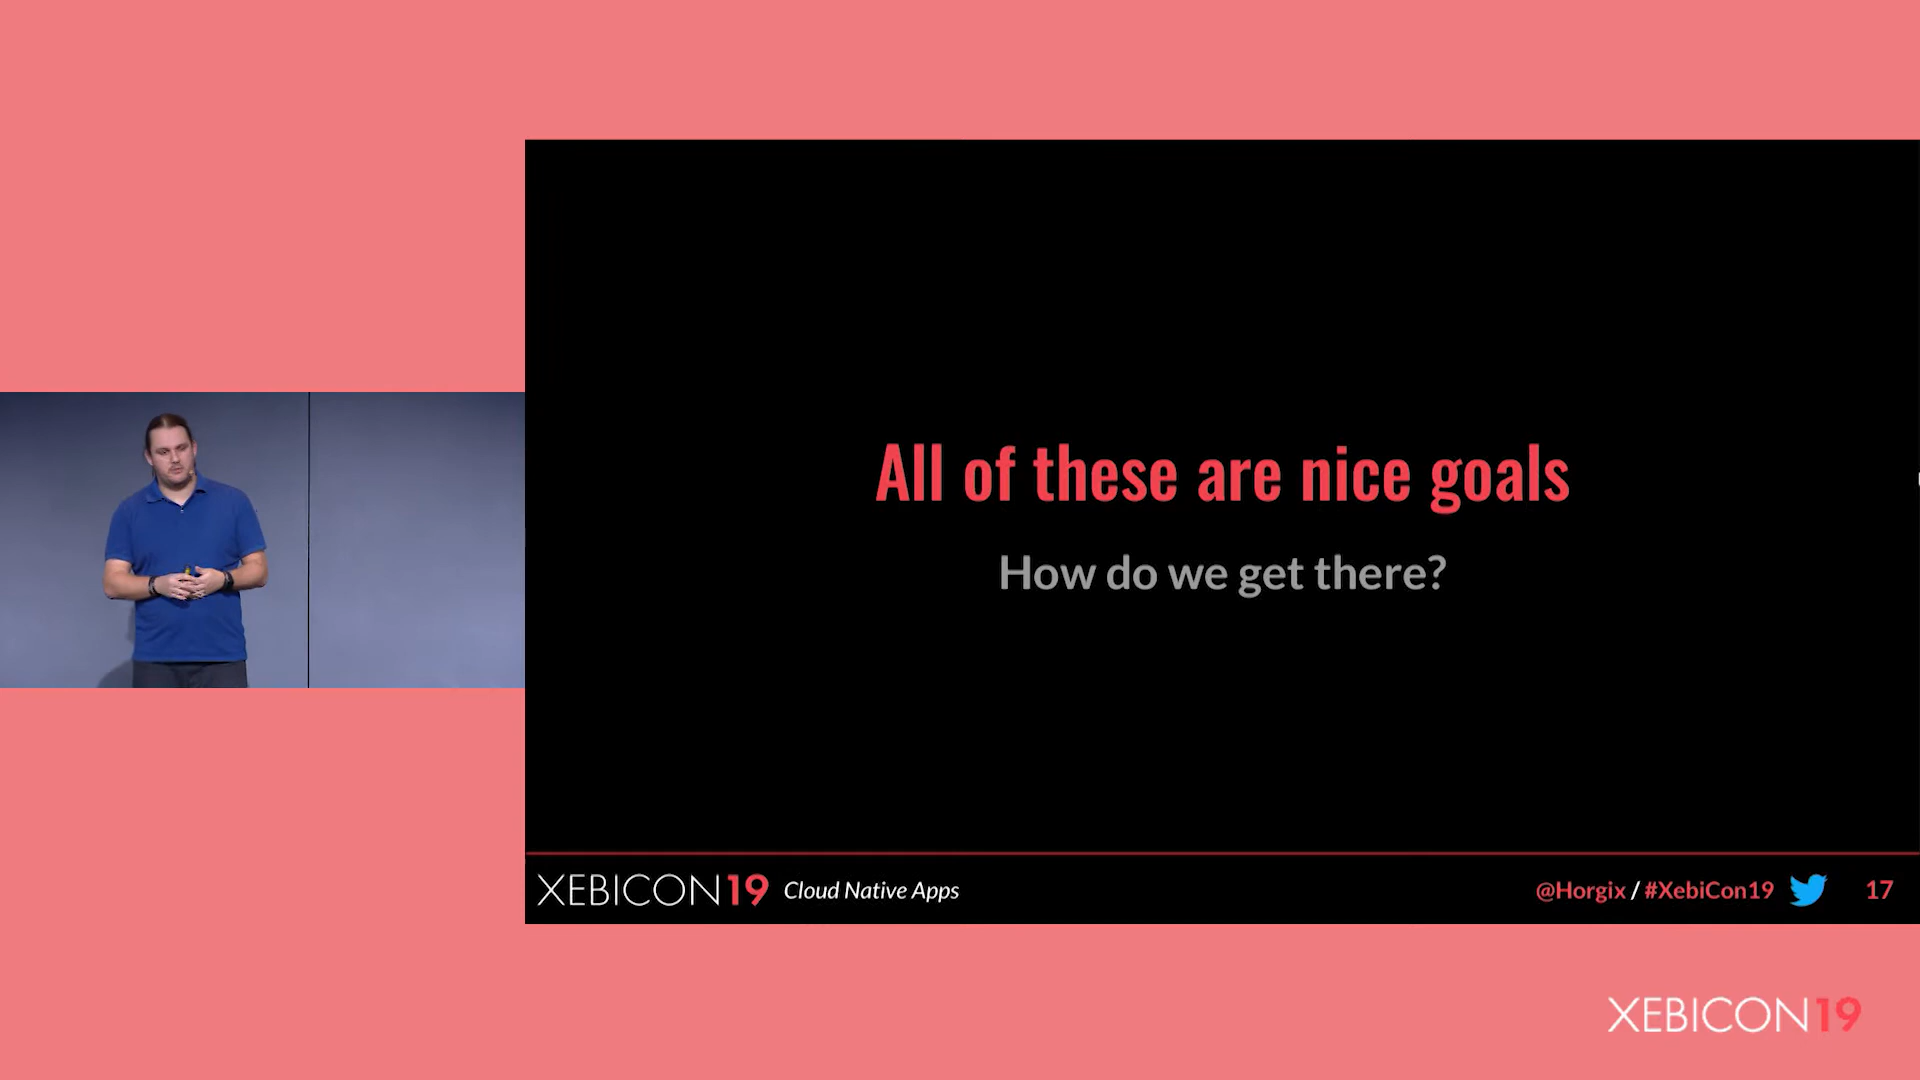 All of these are nice goals
How do we get there?
XEBICON19 Cloud Native Apps @Horgix / #XebiCon19 17
XEBICON19